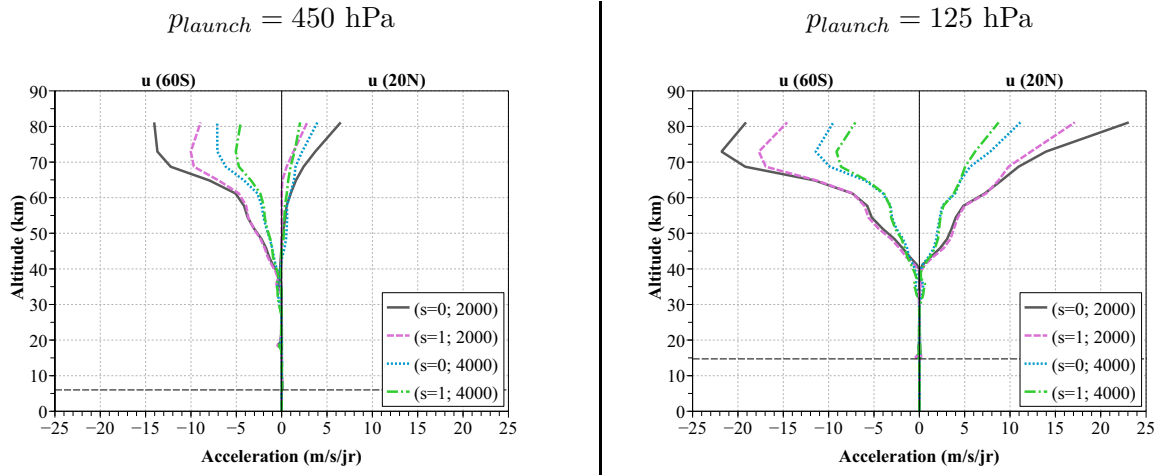 p_launch = 450 hPa
u (60S) u (20N)
90
80
70
60
50
40
30
20
10
0
Altitude (km)
(s=0; 2000)
(s=1; 2000)
(s=0; 4000)
(s=1; 4000)
−25 −20 −15 −10 −5 0 5 10 15 20 25
Acceleration (m/s/jr)
p_launch = 125 hPa
u (60S) u (20N)
90
80
70
60
50
40
30
20
10
0
Altitude (km)
(s=0; 2000)
(s=1; 2000)
(s=0; 4000)
(s=1; 4000)
−25 −20 −15 −10 −5 0 5 10 15 20 25
Acceleration (m/s/jr)